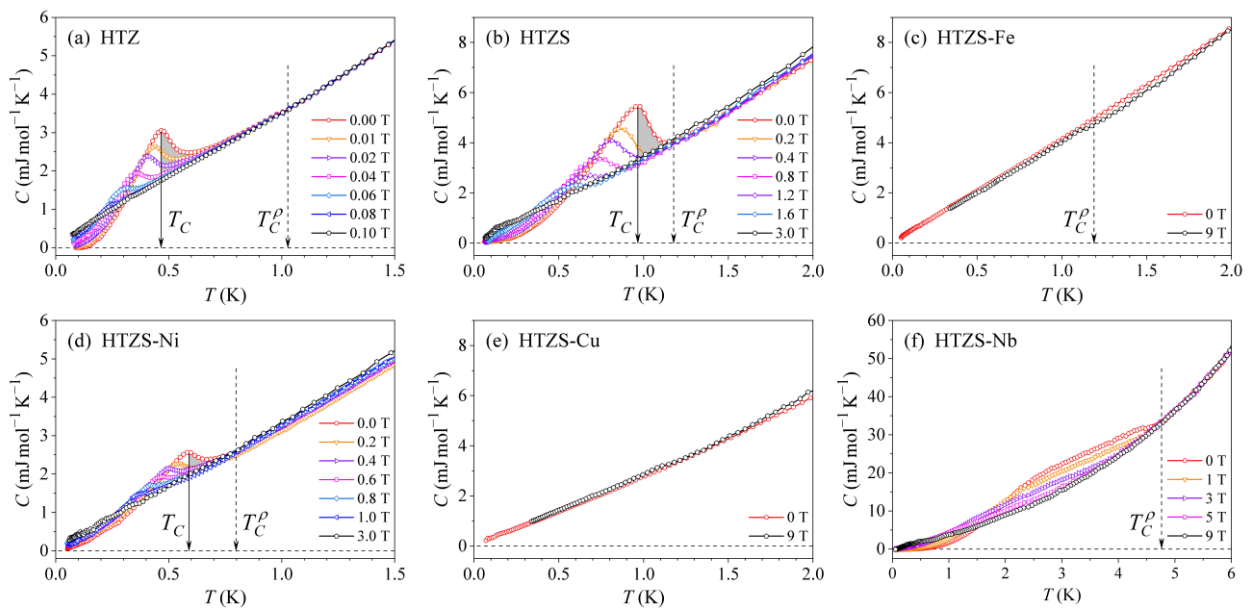 (a) HTZ
C (mJ mol⁻¹ K⁻¹)
6
5
4
3
2
1
0
0.00 T
0.01 T
0.02 T
0.04 T
0.06 T
0.08 T
0.10 T
T_C
T_C^ρ
0.0
0.5
1.0
1.5
T (K)
(b) HTZS
C (mJ mol⁻¹ K⁻¹)
8
6
4
2
0
0.0 T
0.2 T
0.4 T
0.8 T
1.2 T
1.6 T
3.0 T
T_C
T_C^ρ
0.0
0.5
1.0
1.5
2.0
T (K)
(c) HTZS-Fe
C (mJ mol⁻¹ K⁻¹)
8
6
4
2
0
T_C^ρ
0 T
9 T
0.0
0.5
1.0
1.5
2.0
T (K)
(d) HTZS-Ni
C (mJ mol⁻¹ K⁻¹)
6
5
4
3
2
1
0
0.0 T
0.2 T
0.4 T
0.6 T
0.8 T
1.0 T
3.0 T
T_C
T_C^ρ
0.0
0.5
1.0
1.5
T (K)
(e) HTZS-Cu
C (mJ mol⁻¹ K⁻¹)
8
6
4
2
0
0 T
9 T
0.0
0.5
1.0
1.5
2.0
T (K)
(f) HTZS-Nb
C (mJ mol⁻¹ K⁻¹)
60
50
40
30
20
10
0
0 T
1 T
3 T
5 T
9 T
T_C^ρ
0
1
2
3
4
5
6
T (K)